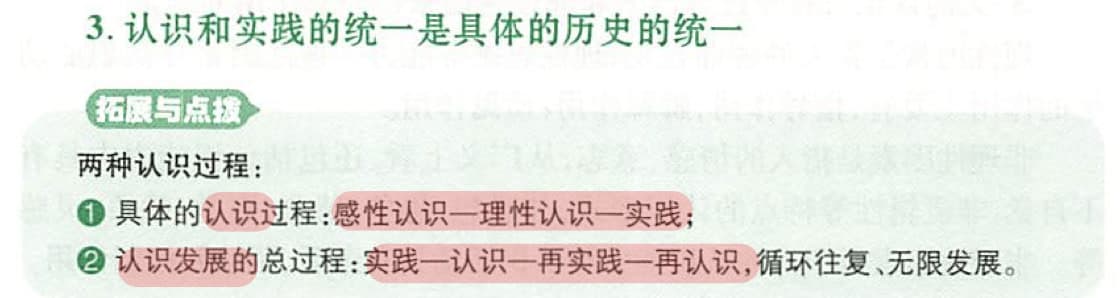 3. 认识和实践的统一是具体的历史的统一
拓展与点拨
两种认识过程：
❶ 具体的认识过程：感性认识—理性认识—实践；
❷ 认识发展的总过程：实践—认识—再实践—再认识，循环往复、无限发展。